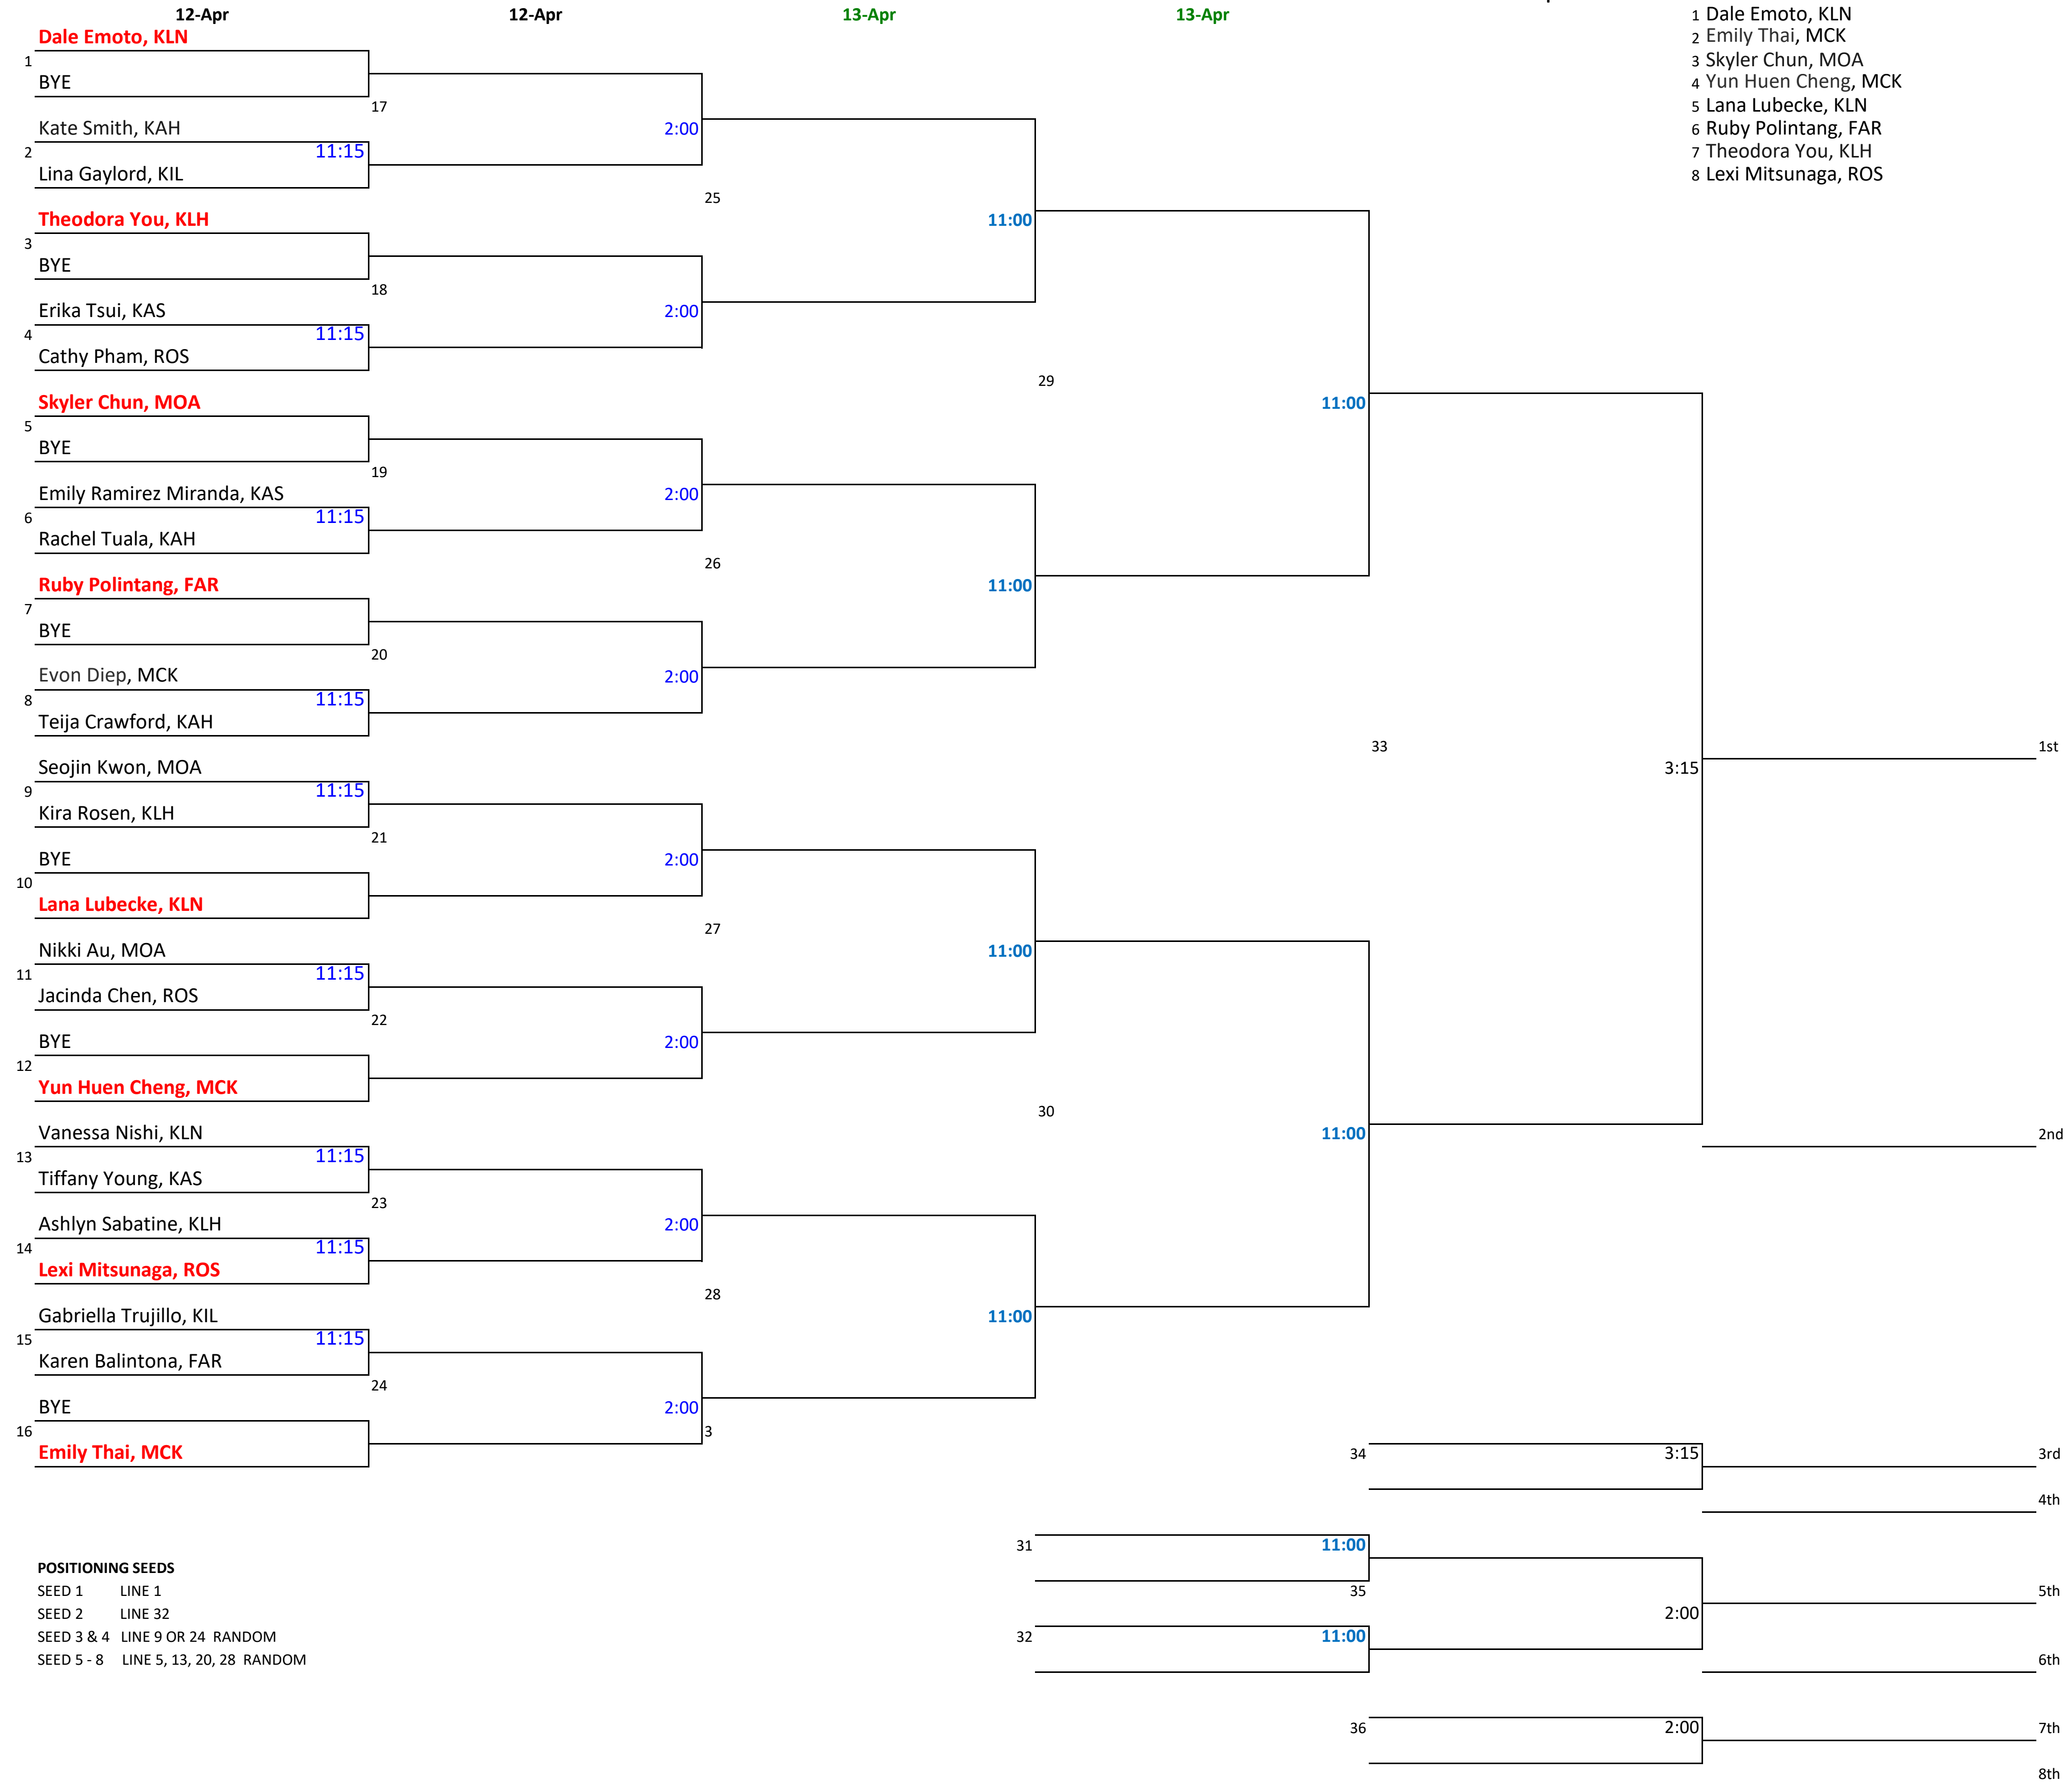 12-Apr 12-Apr 13-Apr 13-Apr
1 Dale Emoto, KLN
2 Emily Thai, MCK
3 Skyler Chun, MOA
4 Yun Huen Cheng, MCK
5 Lana Lubecke, KLN
6 Ruby Polintang, FAR
7 Theodora You, KLH
8 Lexi Mitsunaga, ROS
Dale Emoto, KLN
1
BYE
17
Kate Smith, KAH
2:00
2 11:15
Lina Gaylord, KIL
25
Theodora You, KLH
11:00
3
BYE
18
Erika Tsui, KAS
2:00
4 11:15
Cathy Pham, ROS
29
Skyler Chun, MOA
11:00
5
BYE
19
Emily Ramirez Miranda, KAS
2:00
6 11:15
Rachel Tuala, KAH
26
Ruby Polintang, FAR
11:00
7
BYE
20
Evon Diep, MCK
2:00
8 11:15
Teija Crawford, KAH
33
1st
Seojin Kwon, MOA
3:15
9 11:15
Kira Rosen, KLH
21
BYE
2:00
10
Lana Lubecke, KLN
27
Nikki Au, MOA
11:00
11 11:15
Jacinda Chen, ROS
22
BYE
2:00
12
Yun Huen Cheng, MCK
30
Vanessa Nishi, KLN
11:00
2nd
13 11:15
Tiffany Young, KAS
23
Ashlyn Sabatine, KLH
2:00
14 11:15
Lexi Mitsunaga, ROS
28
Gabriella Trujillo, KIL
11:00
15 11:15
Karen Balintona, FAR
24
BYE
2:00
16
3
Emily Thai, MCK
34 3:15 3rd
4th
31 11:00
POSITIONING SEEDS
SEED 1 LINE 1
35 5th
SEED 2 LINE 32
2:00
SEED 3 & 4 LINE 9 OR 24 RANDOM
32 11:00
SEED 5 - 8 LINE 5, 13, 20, 28 RANDOM
6th
36 2:00 7th
8th